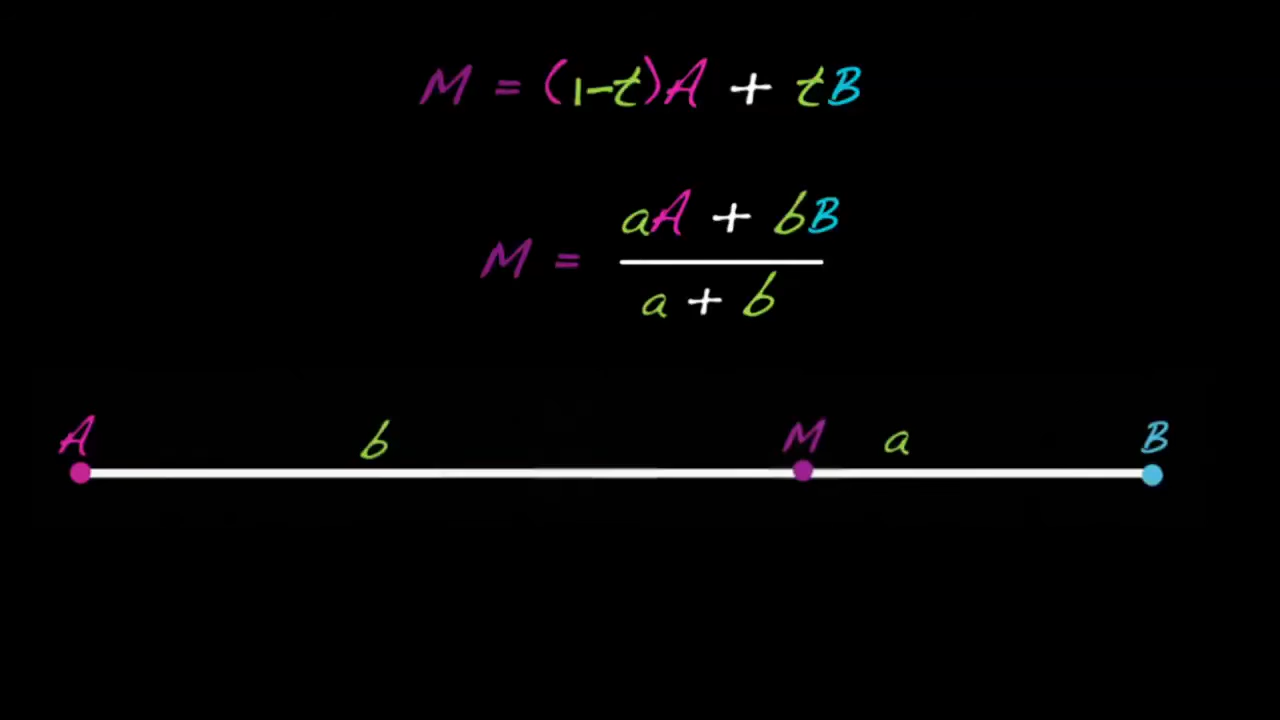 M = (1-t)A + tB
M = aA + bB
a + b
A b M a B